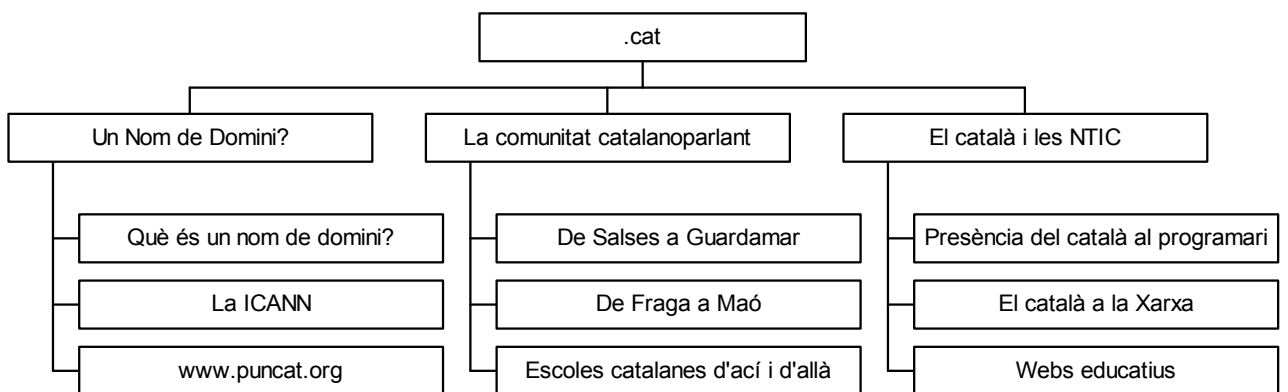 .cat
Un Nom de Domini?
Què és un nom de domini?
La ICANN
www.puncat.org
La comunitat catalanoparlant
De Salses a Guardamar
De Fraga a Maó
Escoles catalanes d'ací i d'allà
El català i les NTIC
Presència del català al programari
El català a la Xarxa
Webs educatius